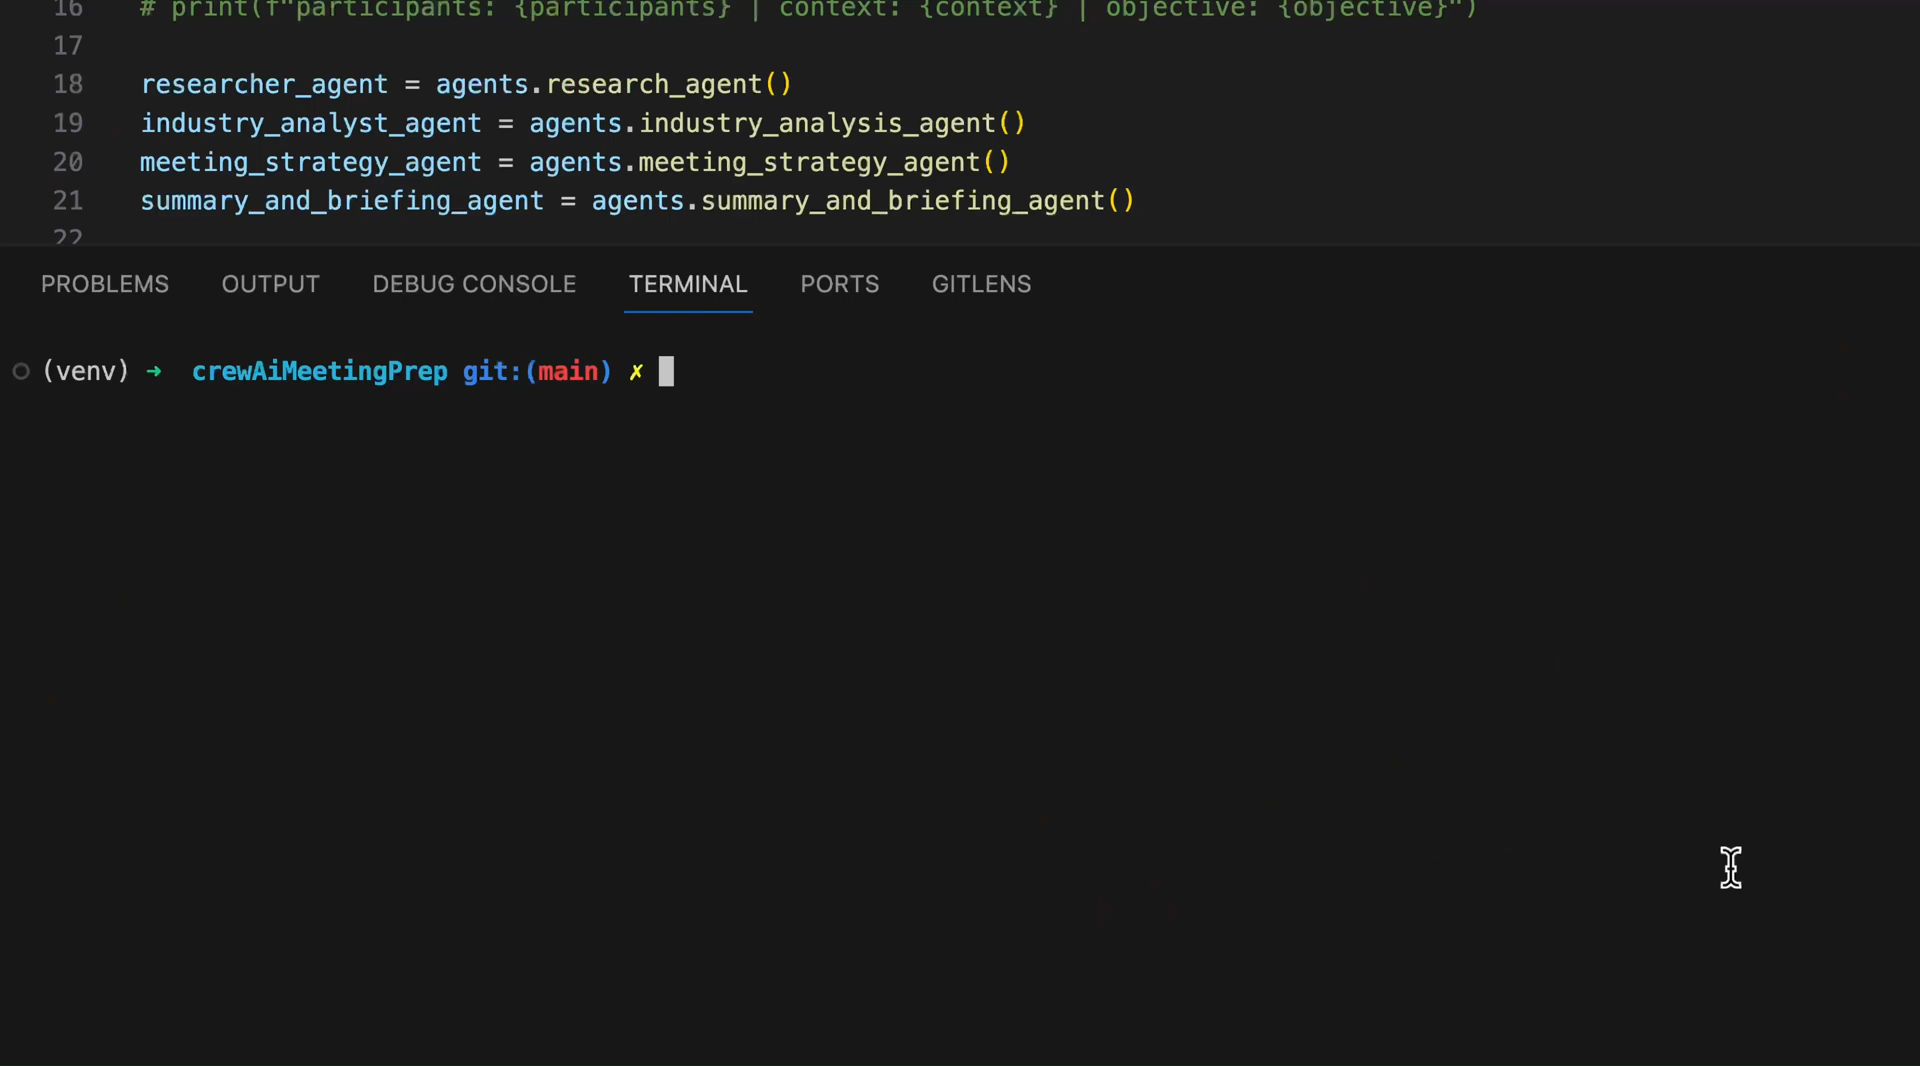 16 # print(f"participants: {participants} | context: {context} | objective: {objective}")
17
18 researcher_agent = agents.research_agent()
19 industry_analyst_agent = agents.industry_analysis_agent()
20 meeting_strategy_agent = agents.meeting_strategy_agent()
21 summary_and_briefing_agent = agents.summary_and_briefing_agent()
22
PROBLEMS OUTPUT DEBUG CONSOLE TERMINAL PORTS GITLENS
(venv) ➜ crewAiMeetingPrep git:(main) ✗